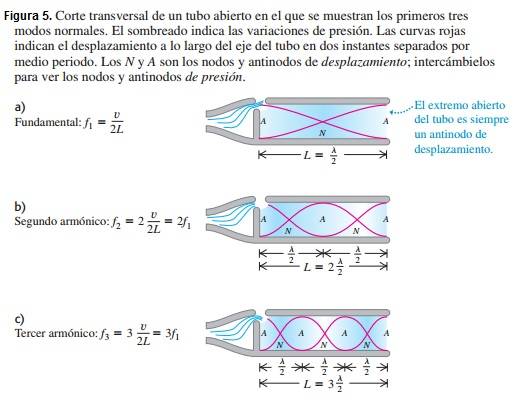 Figura 5. Corte transversal de un tubo abierto en el que se muestran los primeros tres
modos normales. El sombreado indica las variaciones de presión. Las curvas rojas
indican el desplazamiento a lo largo del eje del tubo en dos instantes separados por
medio periodo. Los N y A son los nodos y antinodos de desplazamiento; intercámbielos
para ver los nodos y antinodos de presión.
a)
Fundamental: f₁ = v/2L
A N A
L = λ/2
El extremo abierto
del tubo es siempre
un antinodo de
desplazamiento.
b)
Segundo armónico: f₂ = 2 v/2L = 2f₁
A N A N A
λ/2 λ/2
L = 2 λ/2
c)
Tercer armónico: f₃ = 3 v/2L = 3f₁
A N A N A N A
λ/2 λ/2 λ/2
L = 3 λ/2